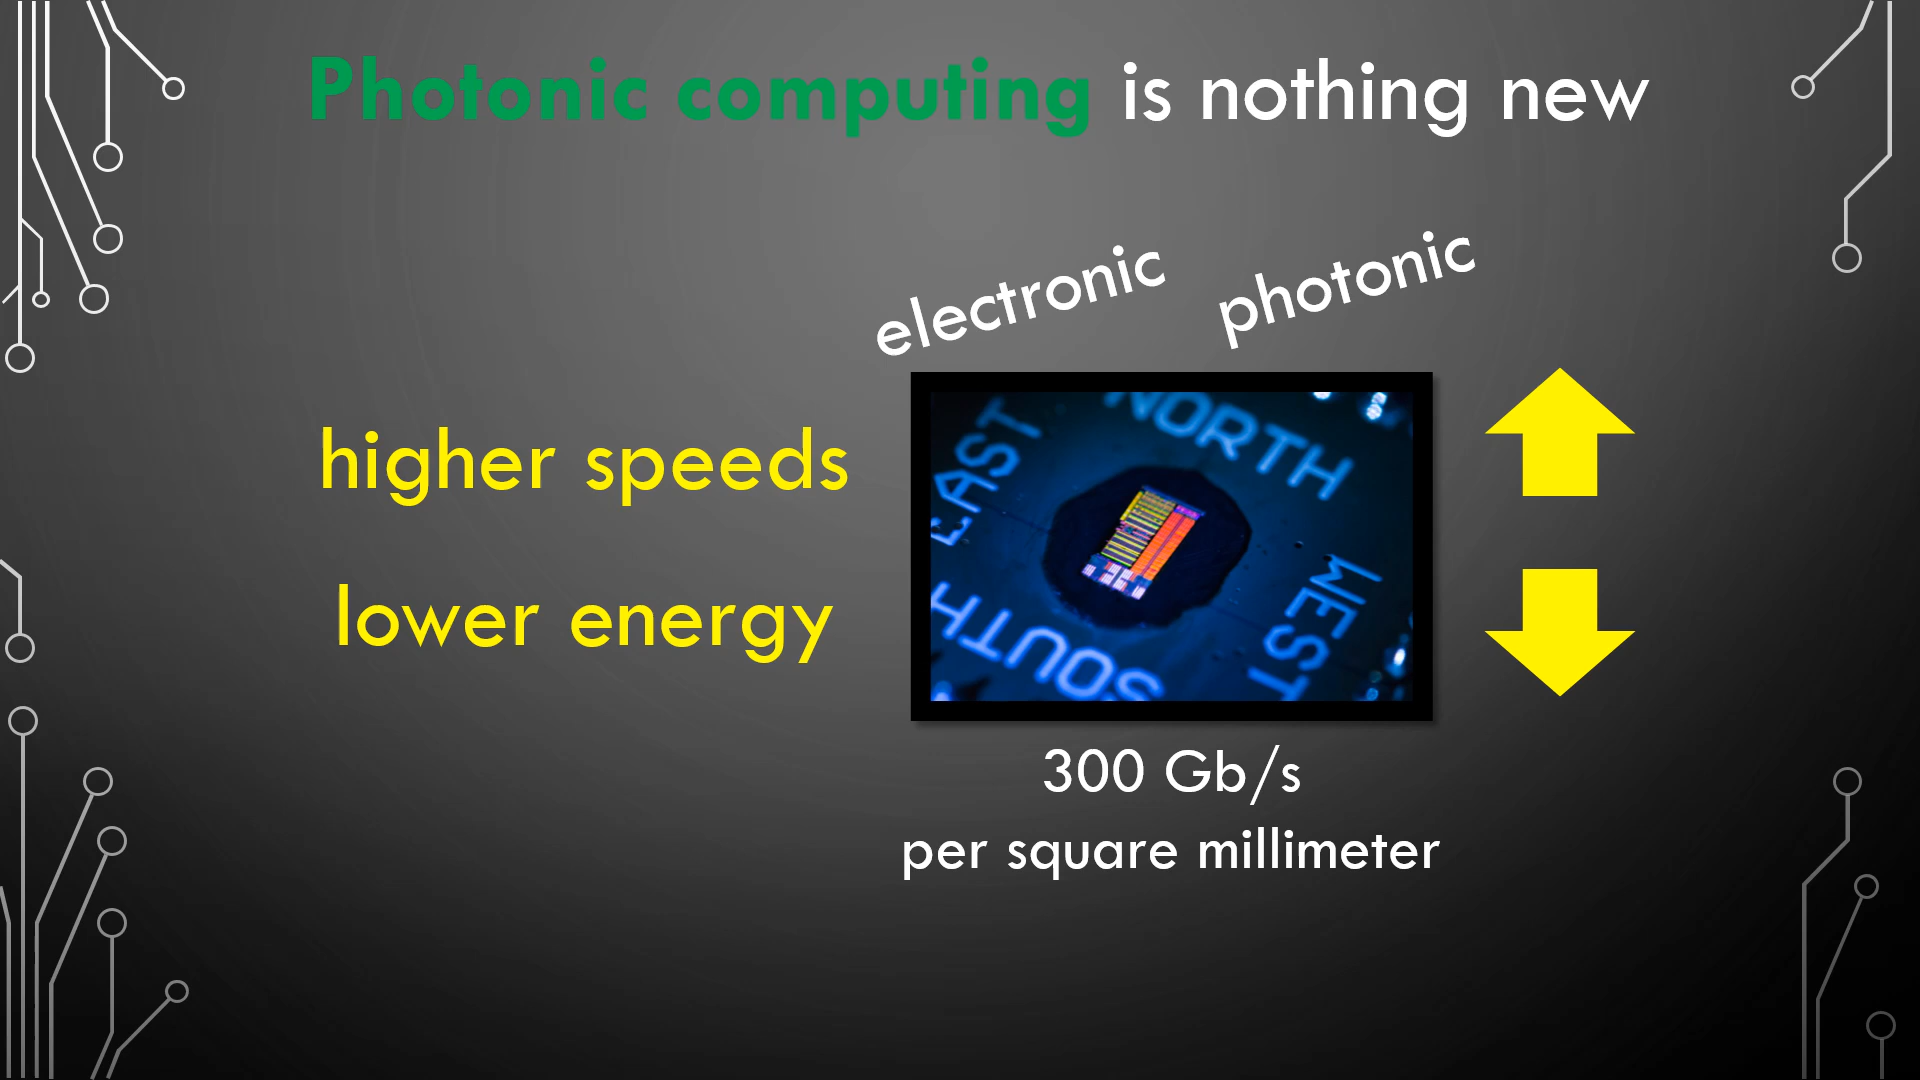 Photonic computing is nothing new
electronic photonic
higher speeds
lower energy
NORTH
EAST
WEST
SOUTH
300 Gb/s
per square millimeter